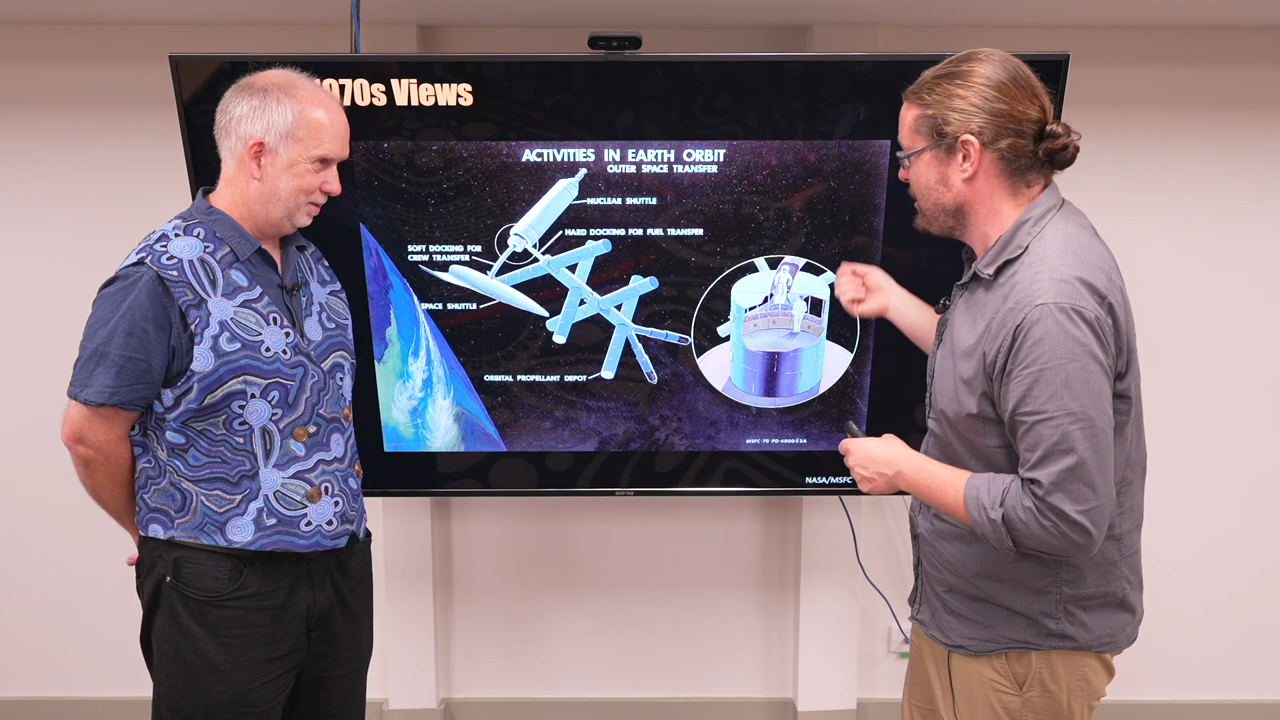 1970s Views
ACTIVITIES IN EARTH ORBIT
OUTER SPACE TRANSFER
NUCLEAR SHUTTLE
HARD DOCKING FOR FUEL TRANSFER
SOFT DOCKING FOR
CREW TRANSFER
SPACE SHUTTLE
ORBITAL PROPELLANT DEPOT
NASA/MSFC